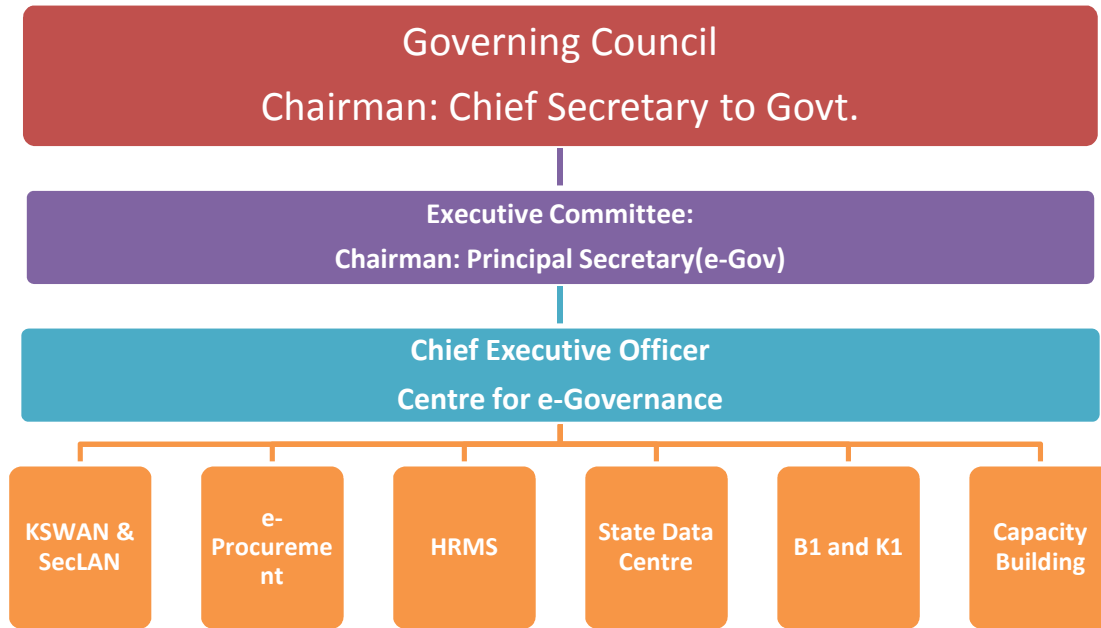 Governing Council
Chairman: Chief Secretary to Govt.
Executive Committee:
Chairman: Principal Secretary(e-Gov)
Chief Executive Officer
Centre for e-Governance
KSWAN &
SecLAN
e-
Procureme
nt
HRMS
State Data
Centre
B1 and K1
Capacity
Building